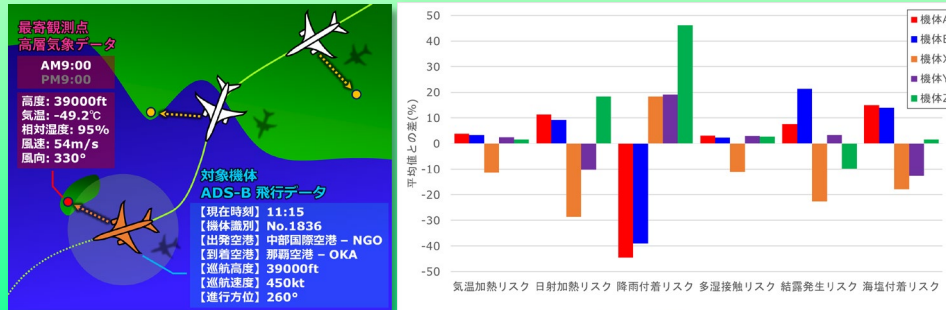 最寄観測点
高層気象データ
AM9:00
PM9:00
高度: 39000ft
気温: -49.2℃
相対湿度: 95%
風速: 54m/s
風向: 330°
対象機体
ADS-B 飛行データ
【現在時刻】11:15
【機体識別】No.1836
【出発空港】中部国際空港 – NGO
【到着空港】那覇空港 – OKA
【巡航高度】39000ft
【巡航速度】450kt
【進行方位】260°
平均値との差(%)
50
40
30
20
10
0
-10
-20
-30
-40
-50
気温加熱リスク 日射加熱リスク 降雨付着リスク 多湿接触リスク 結露発生リスク 海塩付着リスク
機体A
機体B
機体X
機体Y
機体Z